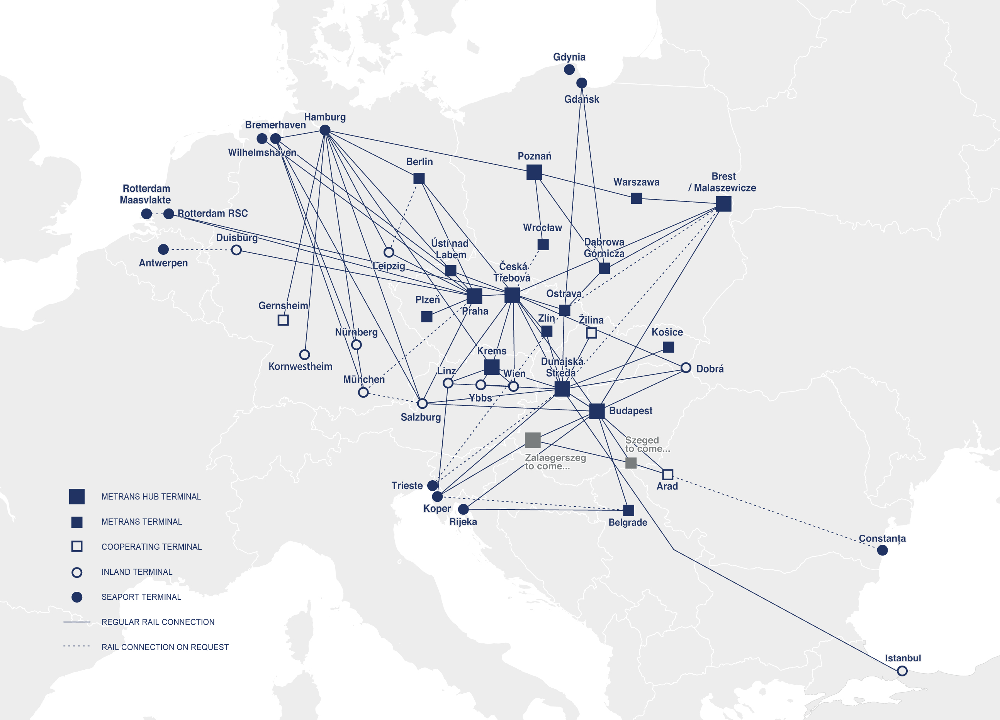 Gdynia
Gdańsk
Hamburg
Bremerhaven
Wilhelmshaven
Berlin
Poznań
Warszawa
Brest
/ Malaszewicze
Rotterdam
Maasvlakte
Rotterdam RSC
Duisburg
Antwerpen
Wrocław
Ústí nad
Labem
Dąbrowa
Górnicza
Leipzig
Česká
Třebová
Ostrava
Plzeň
Praha
Gernsheim
Zlín
Žilina
Nürnberg
Košice
Krems
Kornwestheim
Dunajská
Streda
Linz
Wien
Dobrá
München
Ybbs
Salzburg
Budapest
Szeged
to come...
Zalaegerszeg
to come...
Trieste
Arad
Koper
Rijeka
Belgrade
Constanța
Istanbul
METRANS HUB TERMINAL
METRANS TERMINAL
COOPERATING TERMINAL
INLAND TERMINAL
SEAPORT TERMINAL
REGULAR RAIL CONNECTION
RAIL CONNECTION ON REQUEST